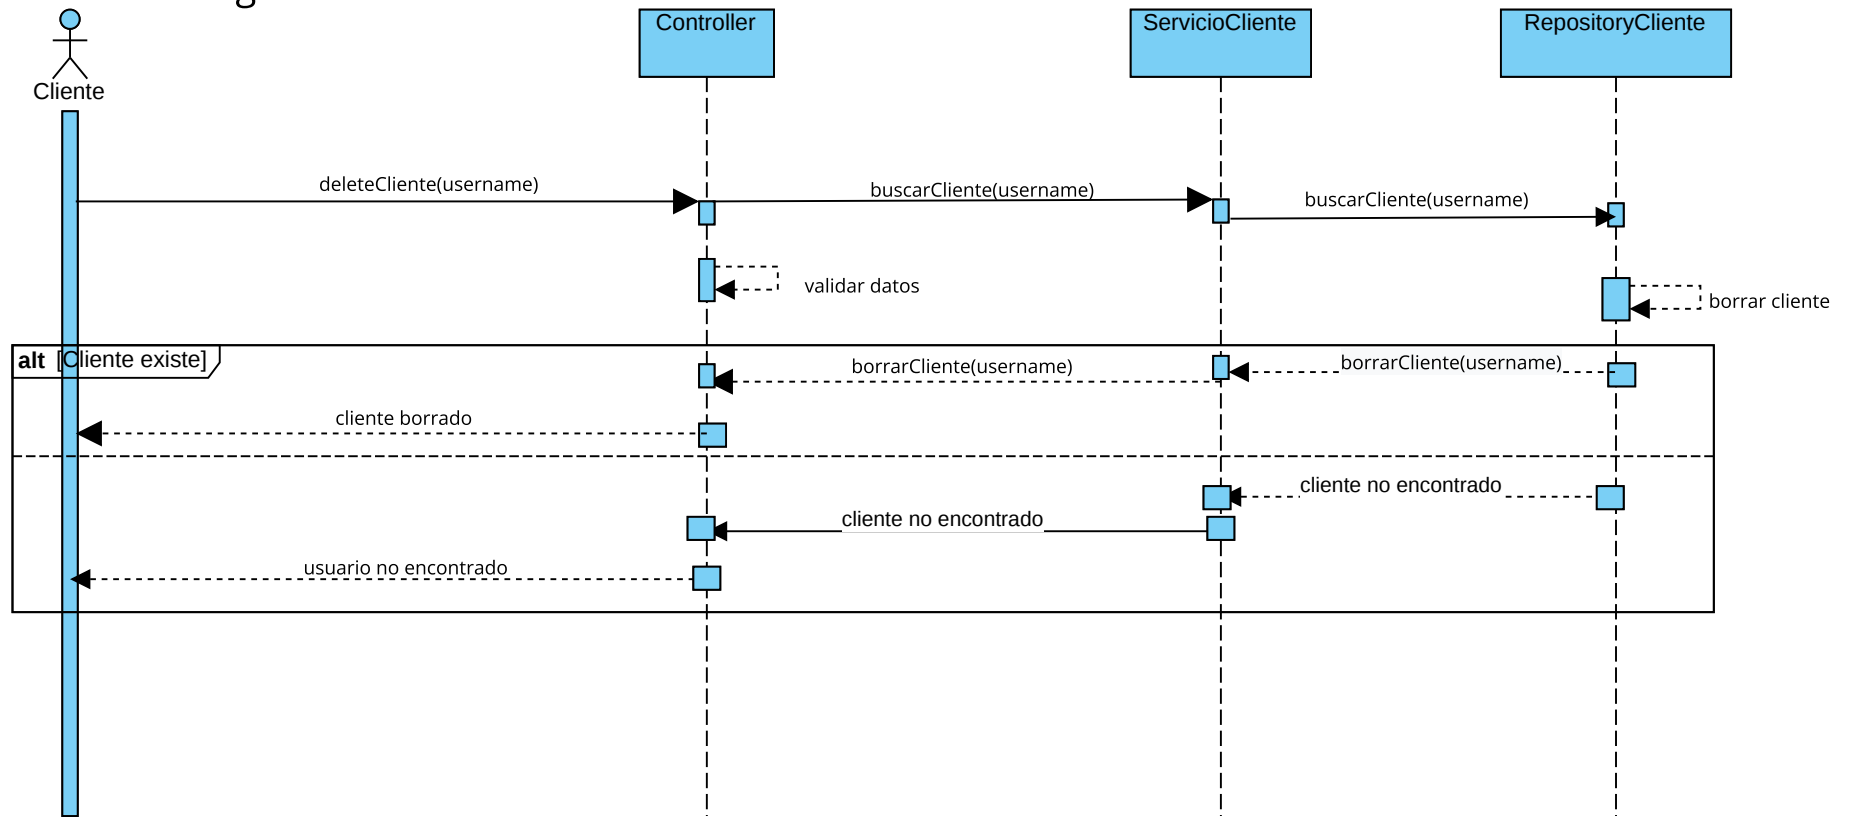 Cliente
Controller
ServicioCliente
RepositoryCliente
deleteCliente(username)
buscarCliente(username)
buscarCliente(username)
validar datos
borrar cliente
alt [Cliente existe]
borrarCliente(username)
borrarCliente(username)
cliente borrado
cliente no encontrado
cliente no encontrado
usuario no encontrado